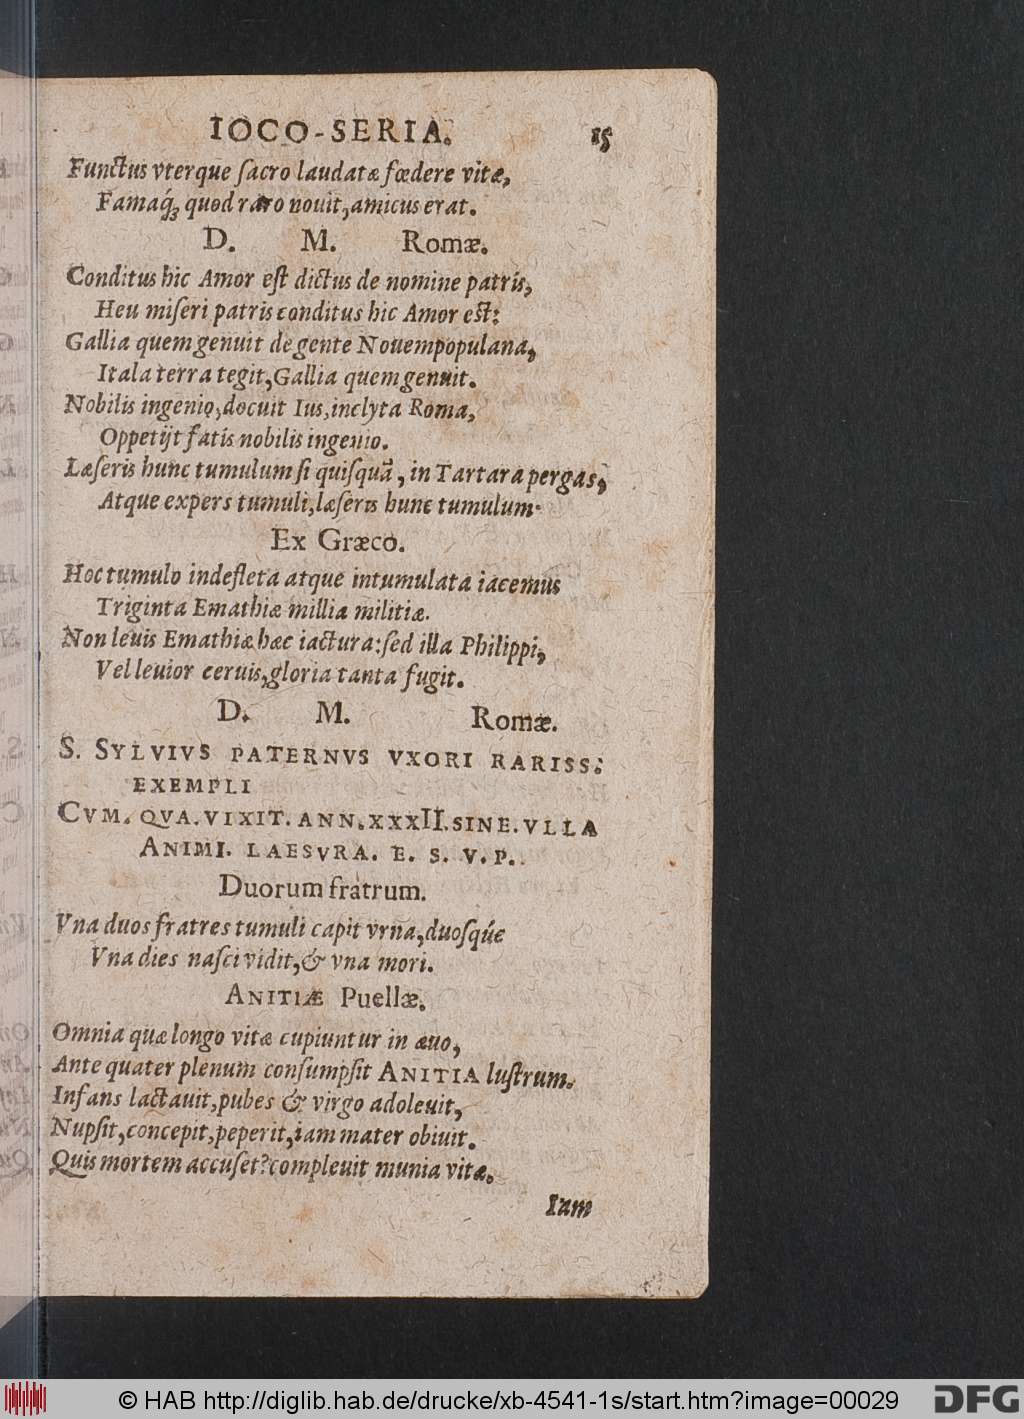 IOCO-SERIA. 15
Functus vterque ſacro laudatæ fœdere vitæ,
Famaq́ꝫ quod raro nouit, amicus erat.
D. M. Romæ.
Conditus hic Amor eſt dictus de nomine patris,
Heu miſeri patris conditus hic Amor eſt:
Gallia quem genuit de gente Nouempopulana,
Itala terra tegit, Gallia quem genuit.
Nobilis ingenio, docuit Ius, inclyta Roma,
Oppetijt fatis nobilis ingenio.
Læſeris hunc tumulum ſi quiſquā, in Tartara pergas,
Atque expers tumuli, læſeris hunc tumulum.
Ex Græco.
Hoc tumulo indefleta atque intumulata iacemus
Triginta Emathiæ millia militiæ.
Non leuis Emathiæ hæc iactura: ſed illa Philippi,
Vel leuior ceruis, gloria tanta fugit.
D. M. Romæ.
S. SYLVIVS PATERNVS VXORI RARISS.
EXEMPLI
CVM. QVA. VIXIT. ANN. XXXII. SINE. VLLA
ANIMI. LAESVRA. E. S. V. P.
Duorum fratrum.
Vna duos fratres tumuli capit vrna, duoſq́ue
Vna dies naſci vidit, & vna mori.
ANITIÆ Puellæ.
Omnia quæ longo vitæ cupiuntur in æuo,
Ante quater plenum conſumpſit ANITIA luſtrum.
Infans lactauit, pubes & virgo adoleuit,
Nupſit, concepit, peperit, iam mater obiuit.
Quis mortem accuſet? compleuit munia vitæ.
Iam
© HAB http://diglib.hab.de/drucke/xb-4541-1s/start.htm?image=00029
DFG